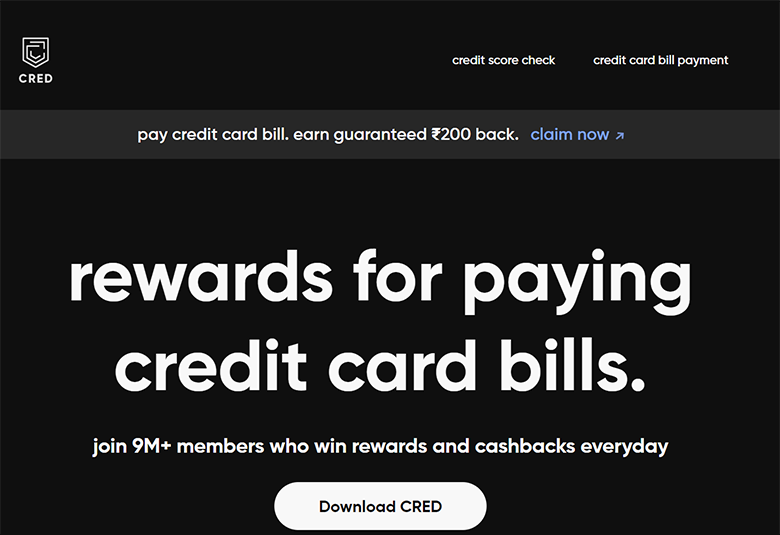 CRED
credit score check
credit card bill payment
pay credit card bill. earn guaranteed ₹200 back. claim now ↗
rewards for paying
credit card bills.
join 9M+ members who win rewards and cashbacks everyday
Download CRED